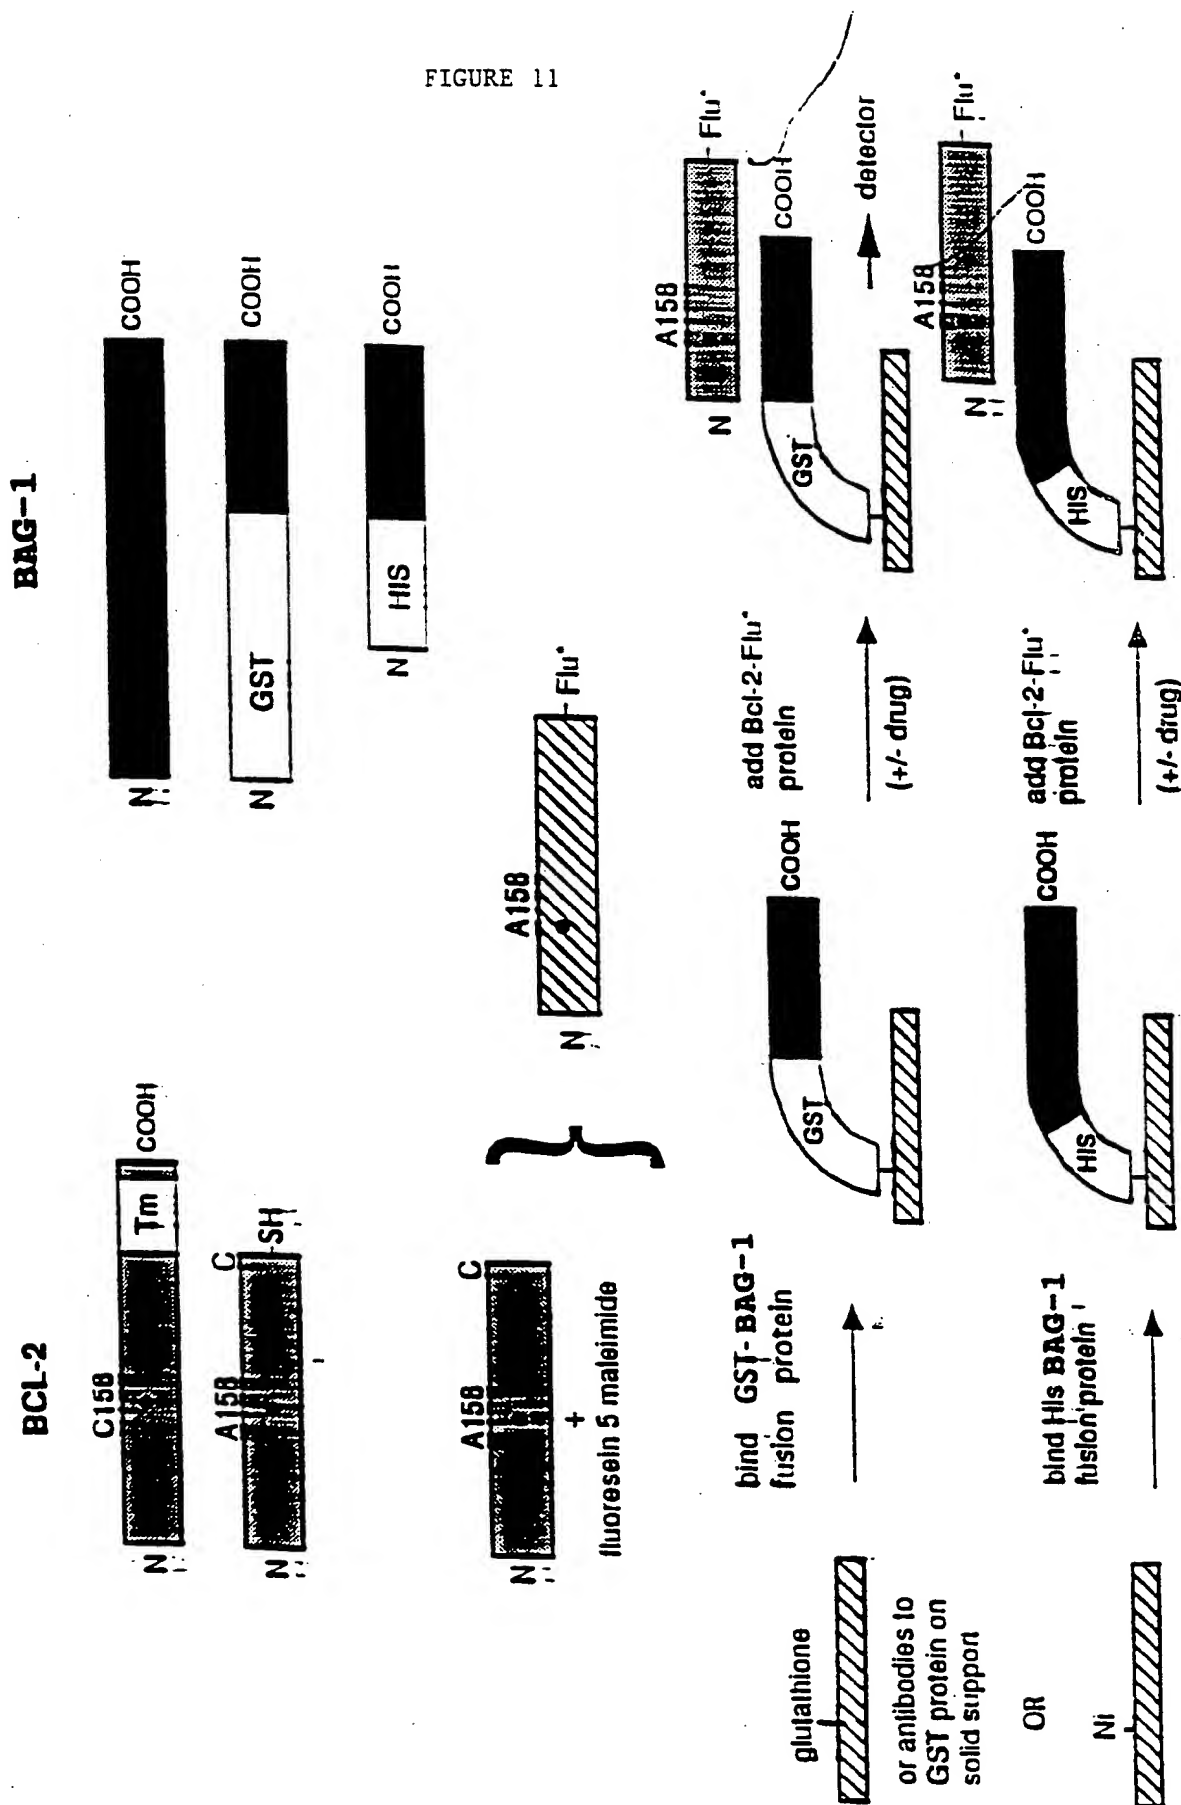 FIGURE 11
BCL-2
C158
N
Tm
COOH
A158
C
N
SH
A158
N
C
+
fluoresein 5 maleimide
A158
N
Flu*
BAG-1
N
COOH
N
GST
COOH
N
HIS
COOH
glutathione
or antibodies to
GST protein on
solid support
bind GST-BAG-1
fusion protein
GST
COOH
add Bcl-2-Flu*
protein
(+/- drug)
A158
N
Flu*
GST
COOH
detector
OR
Ni
bind His BAG-1
fusion protein
HIS
COOH
add Bcl-2-Flu*
protein
(+/- drug)
A158
N
Flu*
HIS
COOH